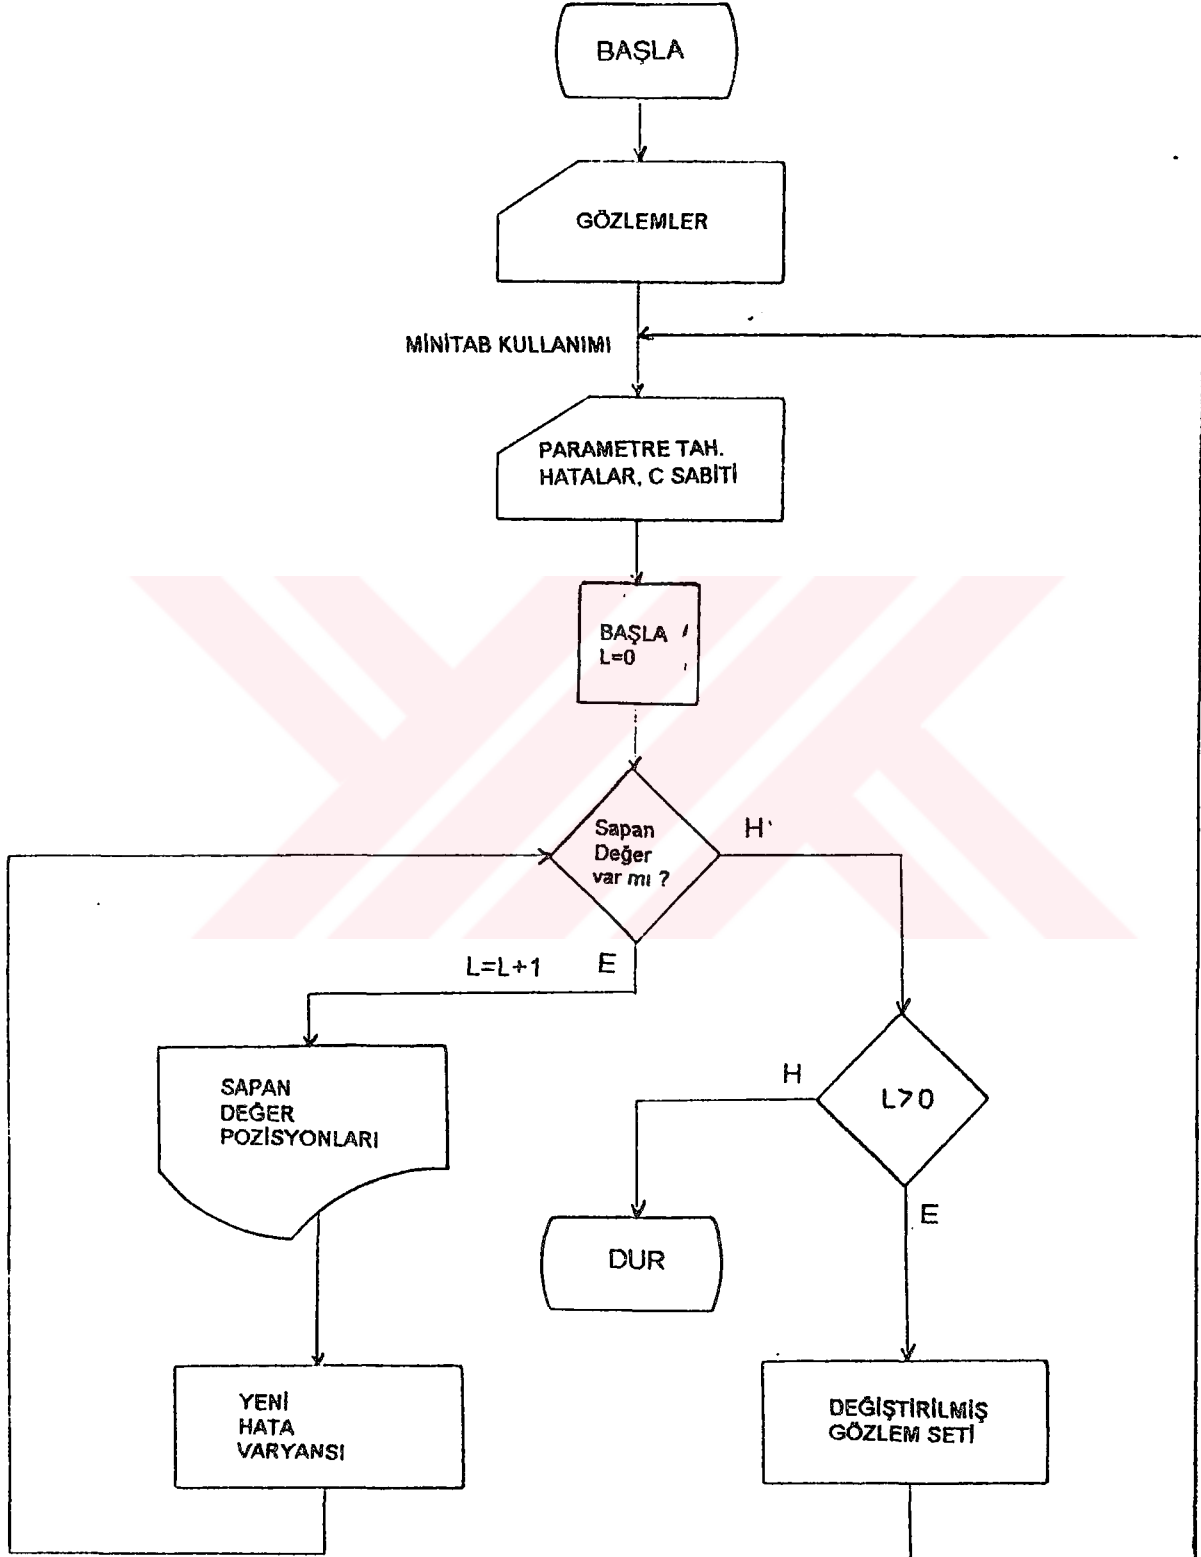 BAŞLA
GÖZLEMLER
MİNİTAB KULLANIMI
PARAMETRE TAH.
HATALAR, C SABİTİ
BAŞLA
L=0
Sapan
Değer
var mı ?
H
L=L+1
E
SAPAN
DEĞER
POZİSYONLARI
H
L>0
E
DUR
YENİ
HATA
VARYANSI
DEĞİŞTİRİLMİŞ
GÖZLEM SETİ